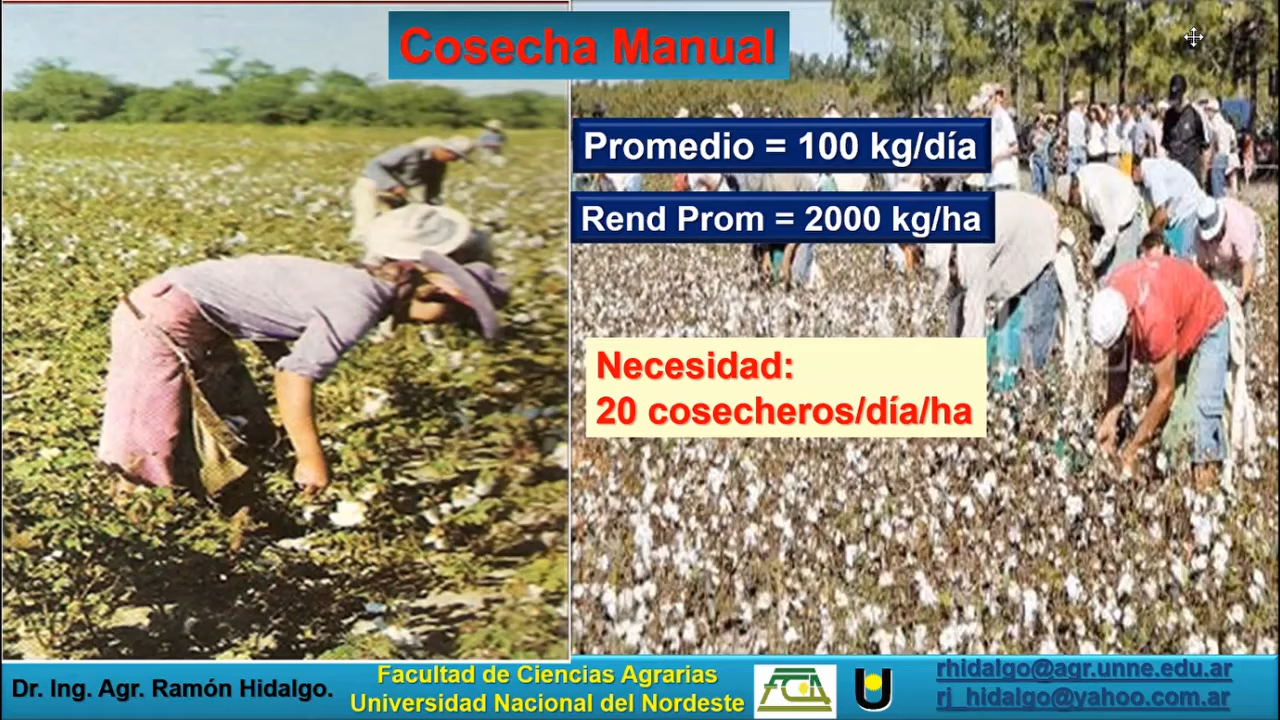 Cosecha Manual
Promedio = 100 kg/día
Rend Prom = 2000 kg/ha
Necesidad:
20 cosecheros/día/ha
Dr. Ing. Agr. Ramón Hidalgo.
Facultad de Ciencias Agrarias
Universidad Nacional del Nordeste
FCA
rhidalgo@agr.unne.edu.ar
rj_hidalgo@yahoo.com.ar